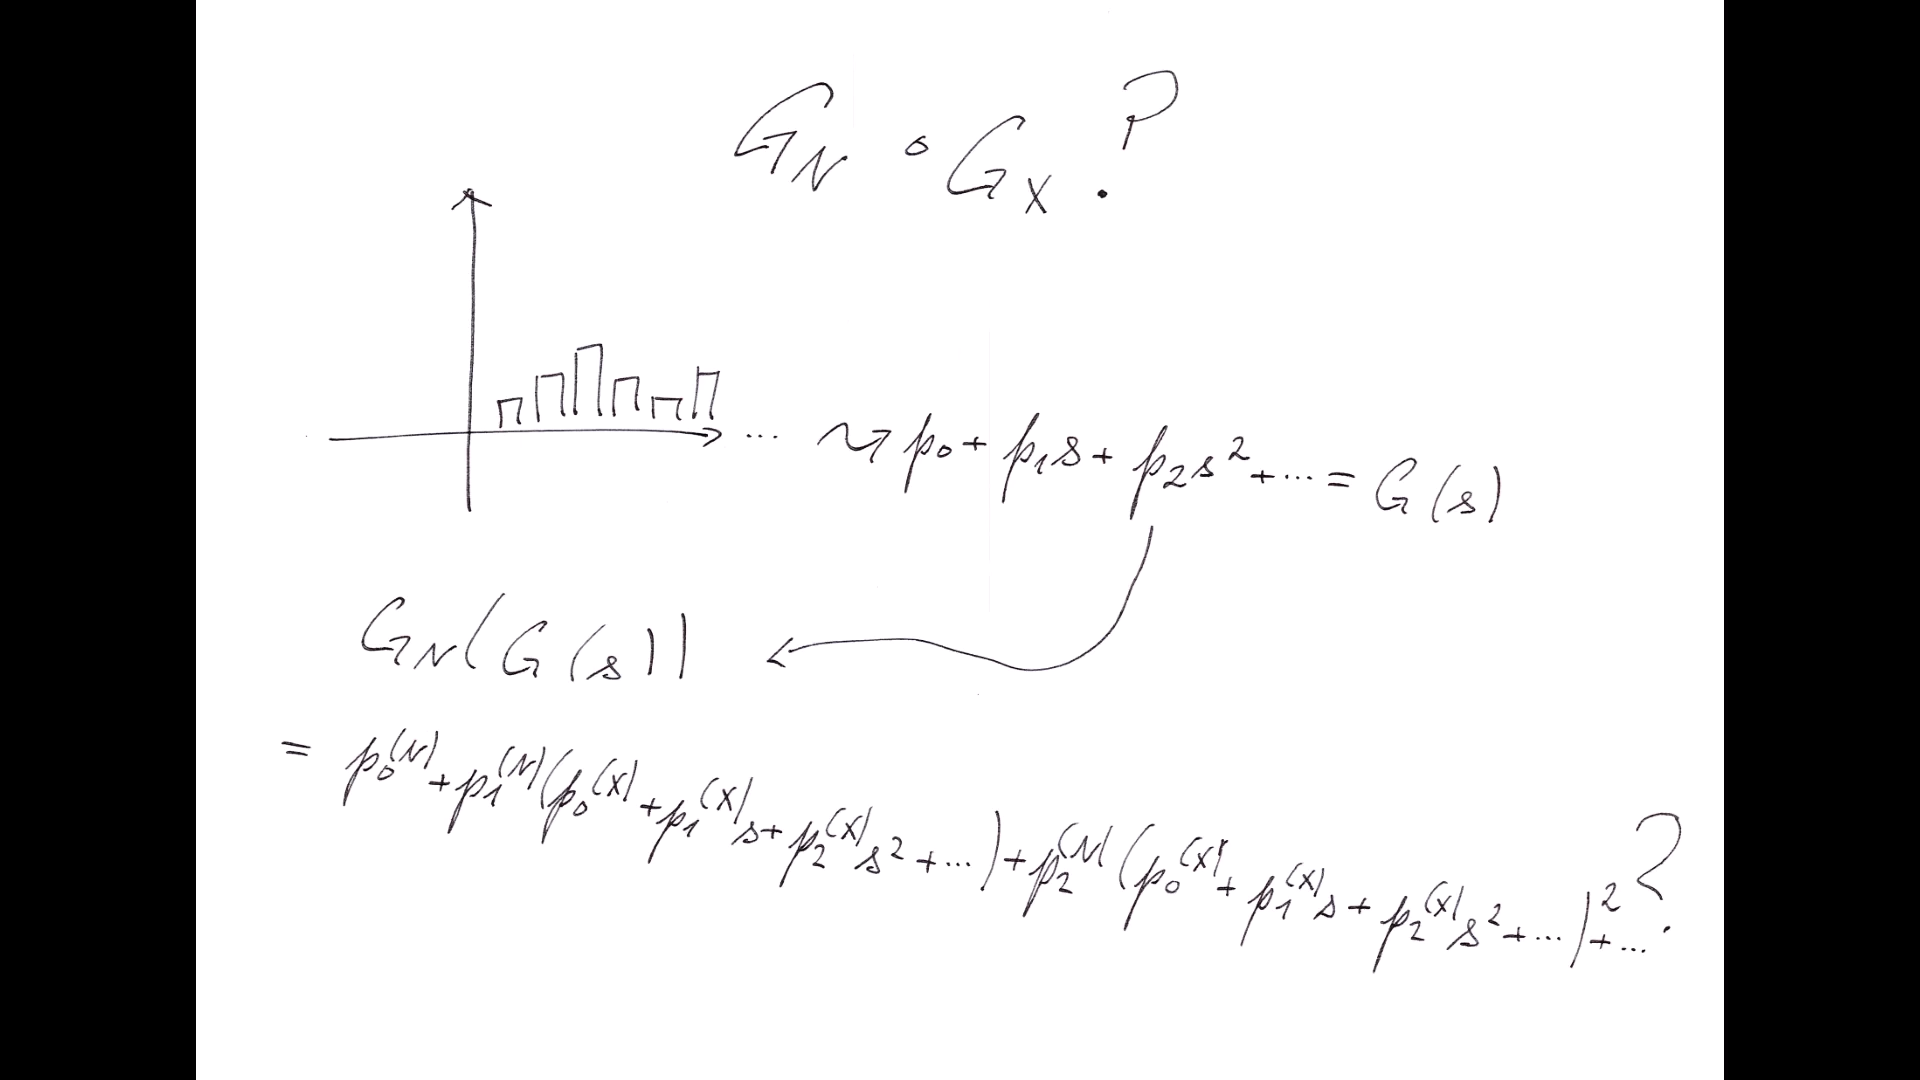 G_N ∘ G_X ?
... ⇝ p_0 + p_1 s + p_2 s^2 + ... = G(s)
G_N(G(s))
= p_0^(N) + p_1^(N) (p_0^(X) + p_1^(X) s + p_2^(X) s^2 + ...) + p_2^(N) (p_0^(X) + p_1^(X) s + p_2^(X) s^2 + ...)^2 + ... ?